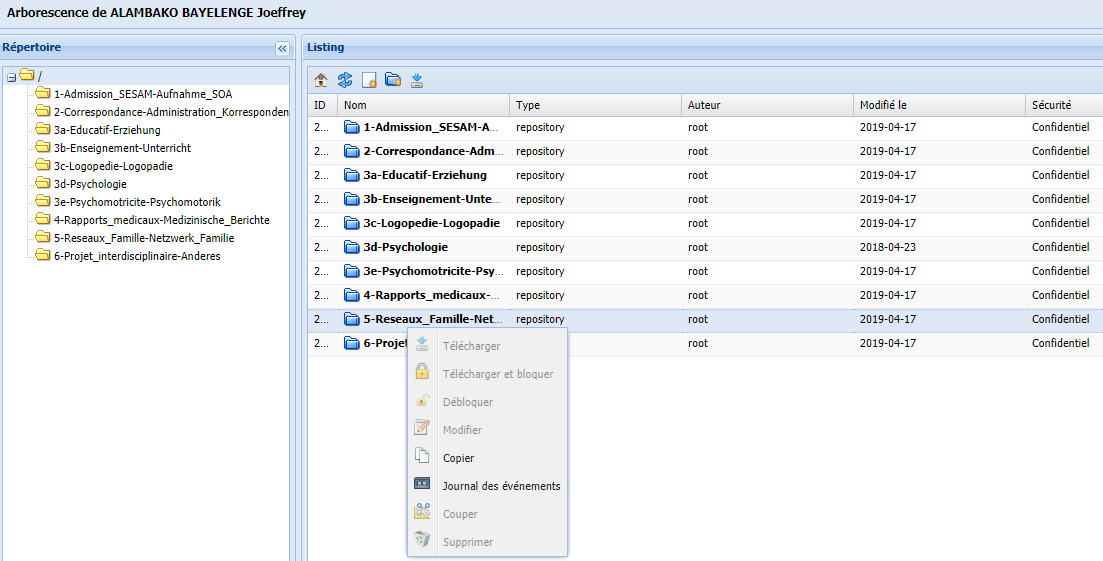 Arborescence de ALAMBAKO BAYELENGE Joeffrey
Répertoire
/
1-Admission_SESAM-Aufnahme_SOA
2-Correspondance-Administration_Korresponden
3a-Educatif-Erziehung
3b-Enseignement-Unterricht
3c-Logopedie-Logopadie
3d-Psychologie
3e-Psychomotricite-Psychomotorik
4-Rapports_medicaux-Medizinische_Berichte
5-Reseaux_Famille-Netzwerk_Familie
6-Projet_interdisciplinaire-Anderes
Listing
ID Nom Type Auteur Modifié le Sécurité
2... 1-Admission_SESAM-A... repository root 2019-04-17 Confidentiel
2... 2-Correspondance-Adm... repository root 2019-04-17 Confidentiel
2... 3a-Educatif-Erziehung repository root 2019-04-17 Confidentiel
2... 3b-Enseignement-Unte... repository root 2019-04-17 Confidentiel
2... 3c-Logopedie-Logopadie repository root 2019-04-17 Confidentiel
2... 3d-Psychologie repository root 2018-04-23 Confidentiel
2... 3e-Psychomotricite-Psy... repository root 2019-04-17 Confidentiel
2... 4-Rapports_medicaux-... repository root 2019-04-17 Confidentiel
2... 5-Reseaux_Famille-Net... repository root 2019-04-17 Confidentiel
2... 6-Projet root 2019-04-17 Confidentiel
Télécharger
Télécharger et bloquer
Débloquer
Modifier
Copier
Journal des événements
Couper
Supprimer